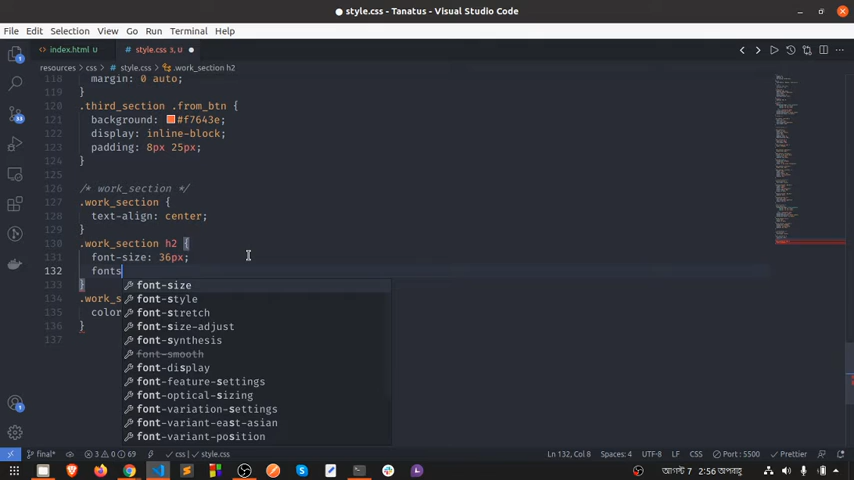 style.css - Tanatus - Visual Studio Code
File Edit Selection View Go Run Terminal Help
index.html U
style.css 3, U
resources > css > style.css > .work_section h2
118 margin: 0 auto;
119 }
120 .third_section .from_btn {
121 background: #f7643e;
122 display: inline-block;
123 padding: 8px 25px;
124 }
125
126 /* work_section */
127 .work_section {
128 text-align: center;
129 }
130 .work_section h2 {
131 font-size: 36px;
132 fonts
133 }
font-size
134 .work_s
font-style
135 color
font-stretch
136 }
font-size-adjust
137
font-synthesis
font-smooth
font-display
font-feature-settings
font-optical-sizing
font-variation-settings
font-variant-east-asian
font-variant-position
final* 3 0 69 css > style.css Ln 132, Col 8 Spaces: 2 UTF-8 LF CSS Port : 5500 Prettier
আগস্ট 7 2:56 অপরাহ্ণ